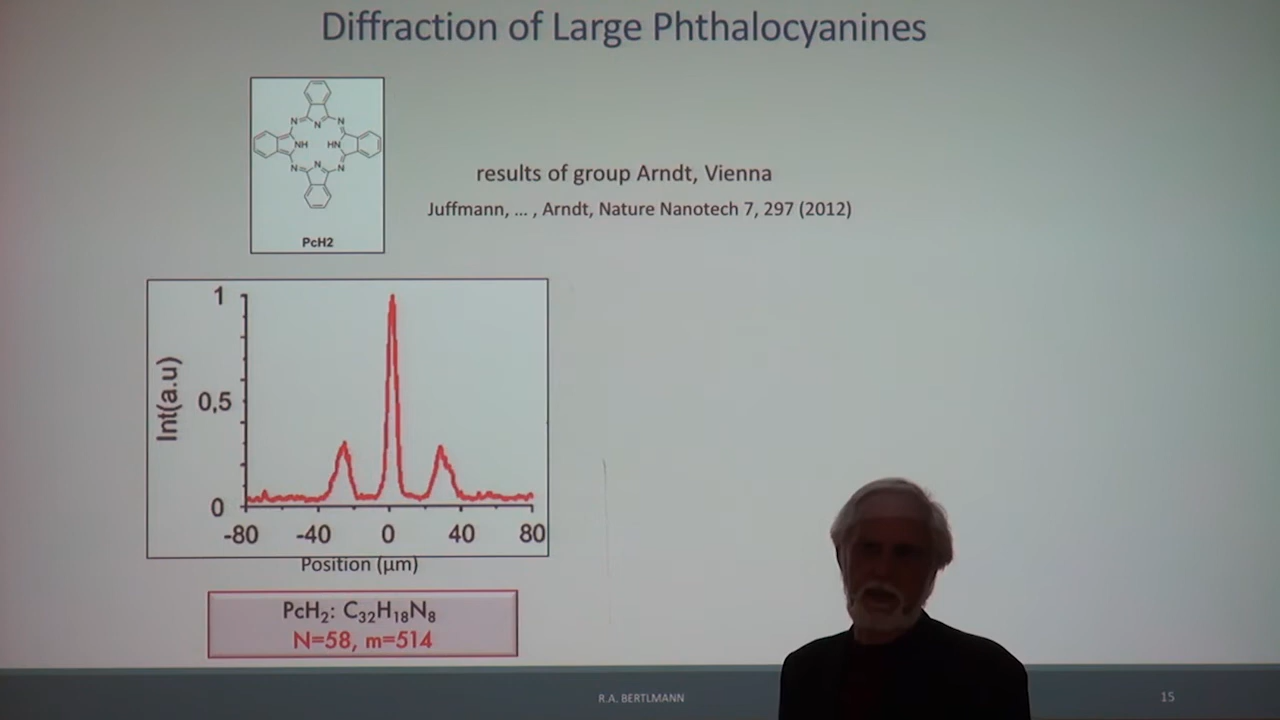 Diffraction of Large Phthalocyanines
N
N
N
NH
HN
N
N
N
PcH2
results of group Arndt, Vienna
Juffmann, ... , Arndt, Nature Nanotech 7, 297 (2012)
Int(a.u)
1
0,5
0
-80 -40 0 40 80
Position (μm)
PcH₂: C₃₂H₁₈N₈
N=58, m=514
R.A. BERTLMANN
15